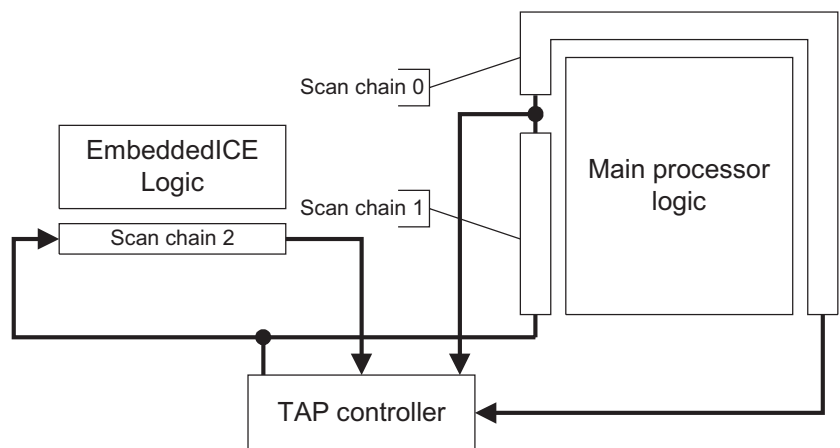 Scan chain 0
EmbeddedICE
Logic
Main processor
logic
Scan chain 1
Scan chain 2
TAP controller